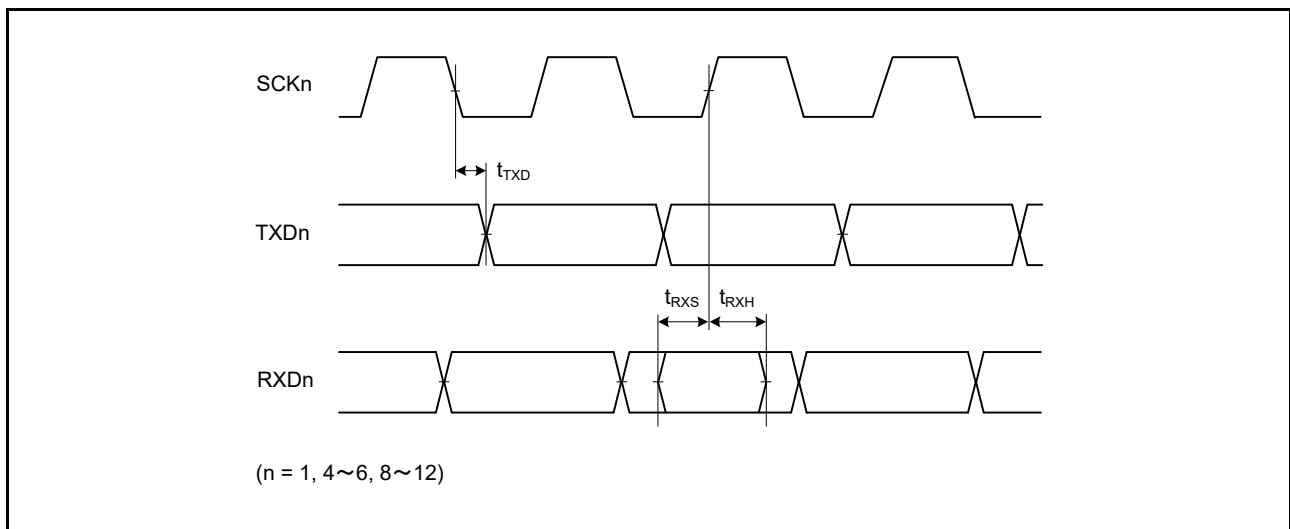 SCKn
tTXD
TXDn
tRXS tRXH
RXDn
(n = 1, 4～6, 8～12)